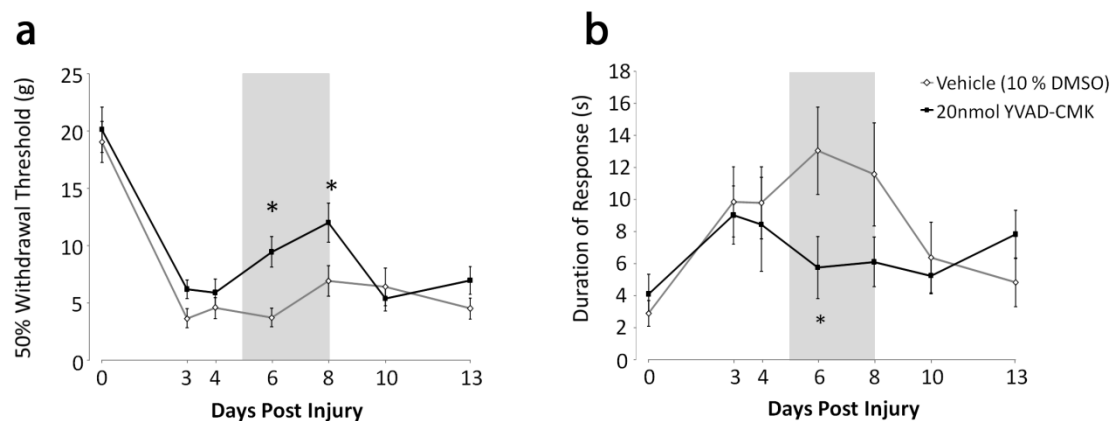 a
50% Withdrawal Threshold (g)
25
20
15
10
5
0
*
*
0 3 4 6 8 10 13
Days Post Injury
b
Duration of Response (s)
18
16
14
12
10
8
6
4
2
0
*
0 3 4 6 8 10 13
Days Post Injury
Vehicle (10 % DMSO)
20nmol YVAD-CMK